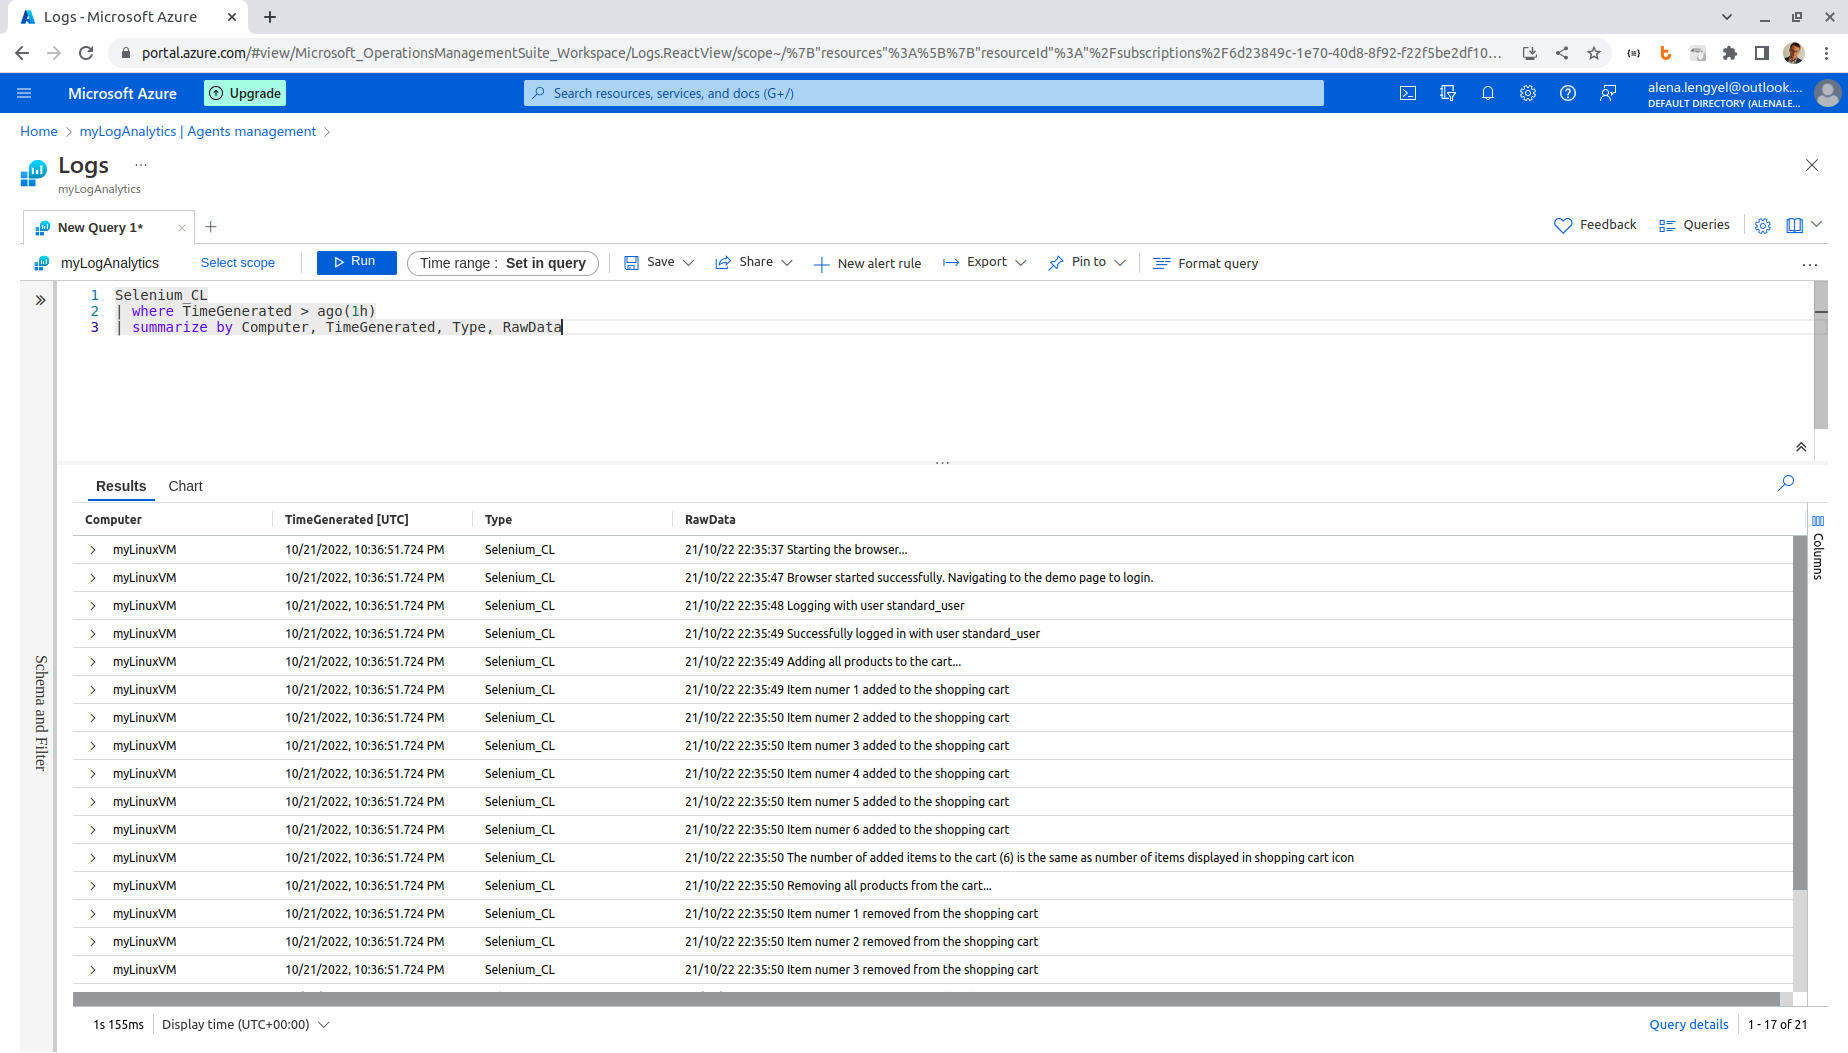 Logs - Microsoft Azure
portal.azure.com/#view/Microsoft_OperationsManagementSuite_Workspace/Logs.ReactView/scope~/%7B"resources"%3A%5B%7B"resourceId"%3A"%2Fsubscriptions%2F6d23849c-1e70-40d8-8f92-f22f5be2df10...
Microsoft Azure
Upgrade
Search resources, services, and docs (G+/)
alena.lengyel@outlook....
DEFAULT DIRECTORY (ALENALE...
Home > myLogAnalytics | Agents management >
Logs ...
myLogAnalytics
New Query 1*
Feedback
Queries
myLogAnalytics
Select scope
Run
Time range : Set in query
Save
Share
New alert rule
Export
Pin to
Format query
...
1 Selenium_CL
2 | where TimeGenerated > ago(1h)
3 | summarize by Computer, TimeGenerated, Type, RawData
Schema and Filter
...
Results
Chart
Computer TimeGenerated [UTC] Type RawData
Columns
myLinuxVM 10/21/2022, 10:36:51.724 PM Selenium_CL 21/10/22 22:35:37 Starting the browser...
myLinuxVM 10/21/2022, 10:36:51.724 PM Selenium_CL 21/10/22 22:35:47 Browser started successfully. Navigating to the demo page to login.
myLinuxVM 10/21/2022, 10:36:51.724 PM Selenium_CL 21/10/22 22:35:48 Logging with user standard_user
myLinuxVM 10/21/2022, 10:36:51.724 PM Selenium_CL 21/10/22 22:35:49 Successfully logged in with user standard_user
myLinuxVM 10/21/2022, 10:36:51.724 PM Selenium_CL 21/10/22 22:35:49 Adding all products to the cart...
myLinuxVM 10/21/2022, 10:36:51.724 PM Selenium_CL 21/10/22 22:35:49 Item numer 1 added to the shopping cart
myLinuxVM 10/21/2022, 10:36:51.724 PM Selenium_CL 21/10/22 22:35:50 Item numer 2 added to the shopping cart
myLinuxVM 10/21/2022, 10:36:51.724 PM Selenium_CL 21/10/22 22:35:50 Item numer 3 added to the shopping cart
myLinuxVM 10/21/2022, 10:36:51.724 PM Selenium_CL 21/10/22 22:35:50 Item numer 4 added to the shopping cart
myLinuxVM 10/21/2022, 10:36:51.724 PM Selenium_CL 21/10/22 22:35:50 Item numer 5 added to the shopping cart
myLinuxVM 10/21/2022, 10:36:51.724 PM Selenium_CL 21/10/22 22:35:50 Item numer 6 added to the shopping cart
myLinuxVM 10/21/2022, 10:36:51.724 PM Selenium_CL 21/10/22 22:35:50 The number of added items to the cart (6) is the same as number of items displayed in shopping cart icon
myLinuxVM 10/21/2022, 10:36:51.724 PM Selenium_CL 21/10/22 22:35:50 Removing all products from the cart...
myLinuxVM 10/21/2022, 10:36:51.724 PM Selenium_CL 21/10/22 22:35:50 Item numer 1 removed from the shopping cart
myLinuxVM 10/21/2022, 10:36:51.724 PM Selenium_CL 21/10/22 22:35:50 Item numer 2 removed from the shopping cart
myLinuxVM 10/21/2022, 10:36:51.724 PM Selenium_CL 21/10/22 22:35:50 Item numer 3 removed from the shopping cart
1s 155ms
Display time (UTC+00:00)
Query details
1 - 17 of 21